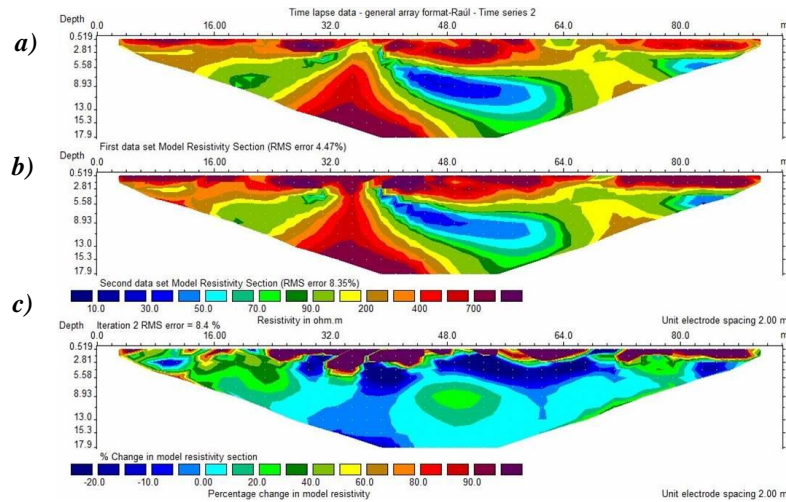 Time lapse data - general array format-Raúl - Time series 2
a)
Depth 0.0 16.00 32.0 48.0 64.0 80.0 m
0.519
2.81
5.58
8.93
13.0
15.3
17.9
First data set Model Resistivity Section (RMS error 4.47%)
b)
Depth 0.0 16.00 32.0 48.0 64.0 80.0 m
0.519
2.81
5.58
8.93
13.0
15.3
17.9
Second data set Model Resistivity Section (RMS error 8.35%)
10.0 30.0 50.0 70.0 90.0 200 400 700
Resistivity in ohm.m
Unit electrode spacing 2.00 m
c)
Iteration 2 RMS error = 8.4 %
Depth 0.0 16.00 32.0 48.0 64.0 80.0 m
0.519
2.81
5.58
8.93
13.0
15.3
17.9
% Change in model resistivity section
-20.0 -10.0 0.00 20.0 40.0 60.0 80.0 90.0
Percentage change in model resistivity
Unit electrode spacing 2.00 m